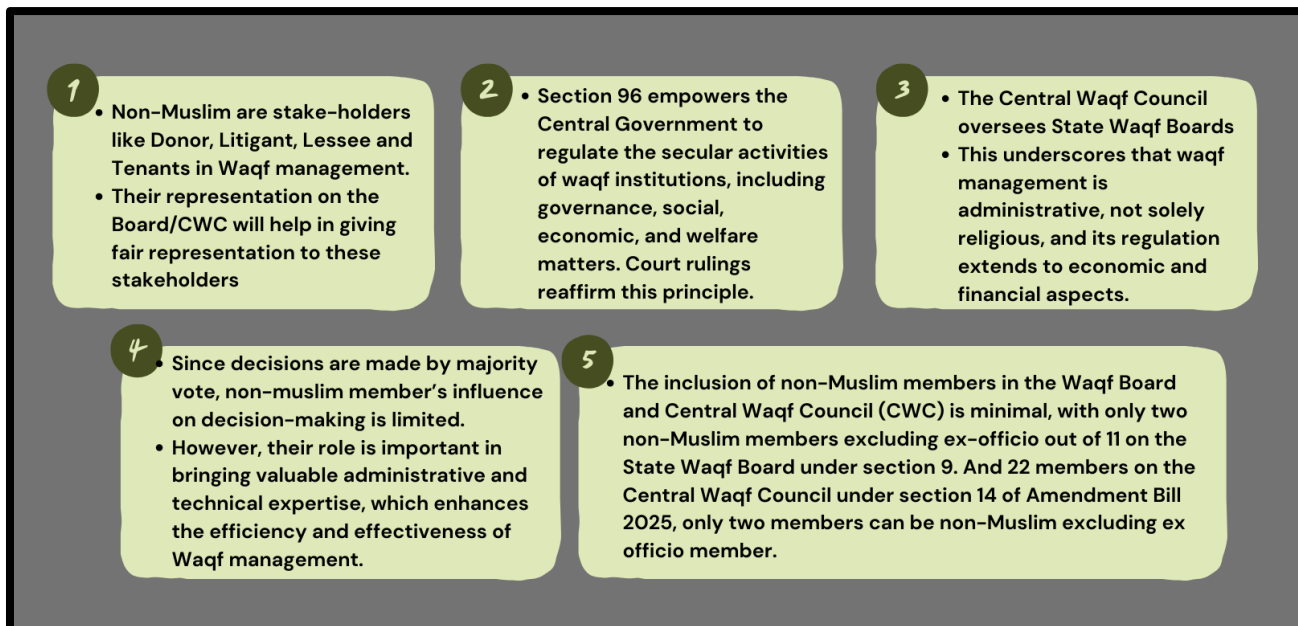 1
• Non-Muslim are stake-holders
like Donor, Litigant, Lessee and
Tenants in Waqf management.
• Their representation on the
Board/CWC will help in giving
fair representation to these
stakeholders
2
• Section 96 empowers the
Central Government to
regulate the secular activities
of waqf institutions, including
governance, social,
economic, and welfare
matters. Court rulings
reaffirm this principle.
3
• The Central Waqf Council
oversees State Waqf Boards
• This underscores that waqf
management is
administrative, not solely
religious, and its regulation
extends to economic and
financial aspects.
4
• Since decisions are made by majority
vote, non-muslim member's influence
on decision-making is limited.
• However, their role is important in
bringing valuable administrative and
technical expertise, which enhances
the efficiency and effectiveness of
Waqf management.
5
• The inclusion of non-Muslim members in the Waqf Board
and Central Waqf Council (CWC) is minimal, with only two
non-Muslim members excluding ex-officio out of 11 on the
State Waqf Board under section 9. And 22 members on the
Central Waqf Council under section 14 of Amendment Bill
2025, only two members can be non-Muslim excluding ex
officio member.